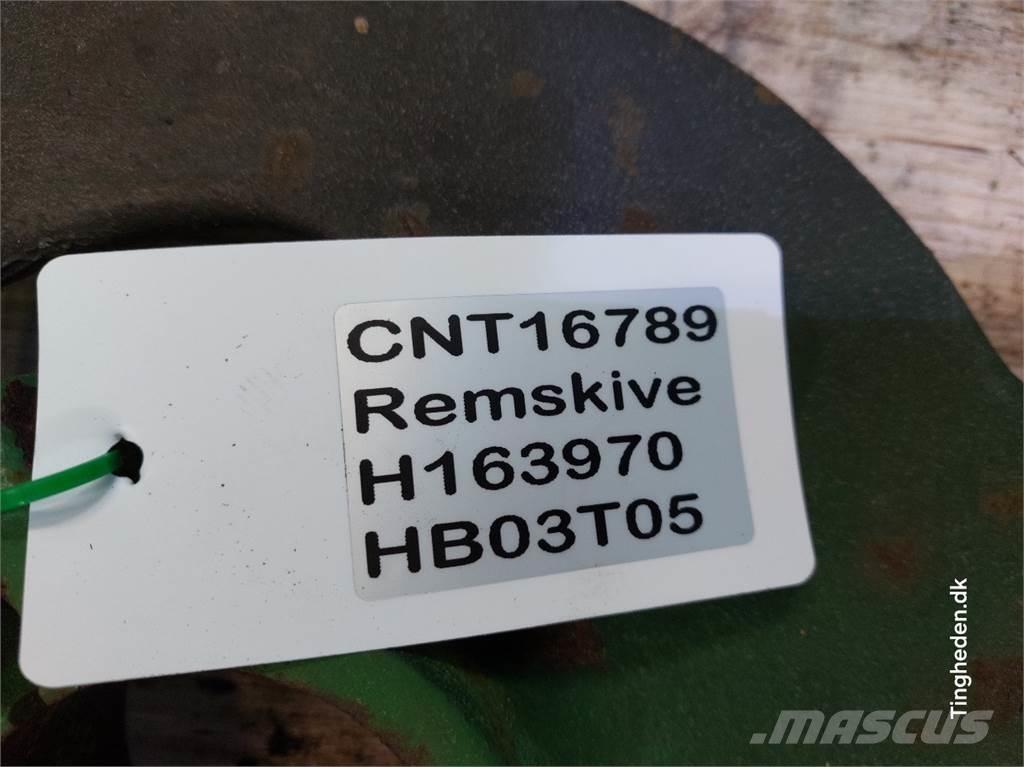 CNT16789
Remskive
H163970
HB03T05
Tingheden.dk
MASCUS